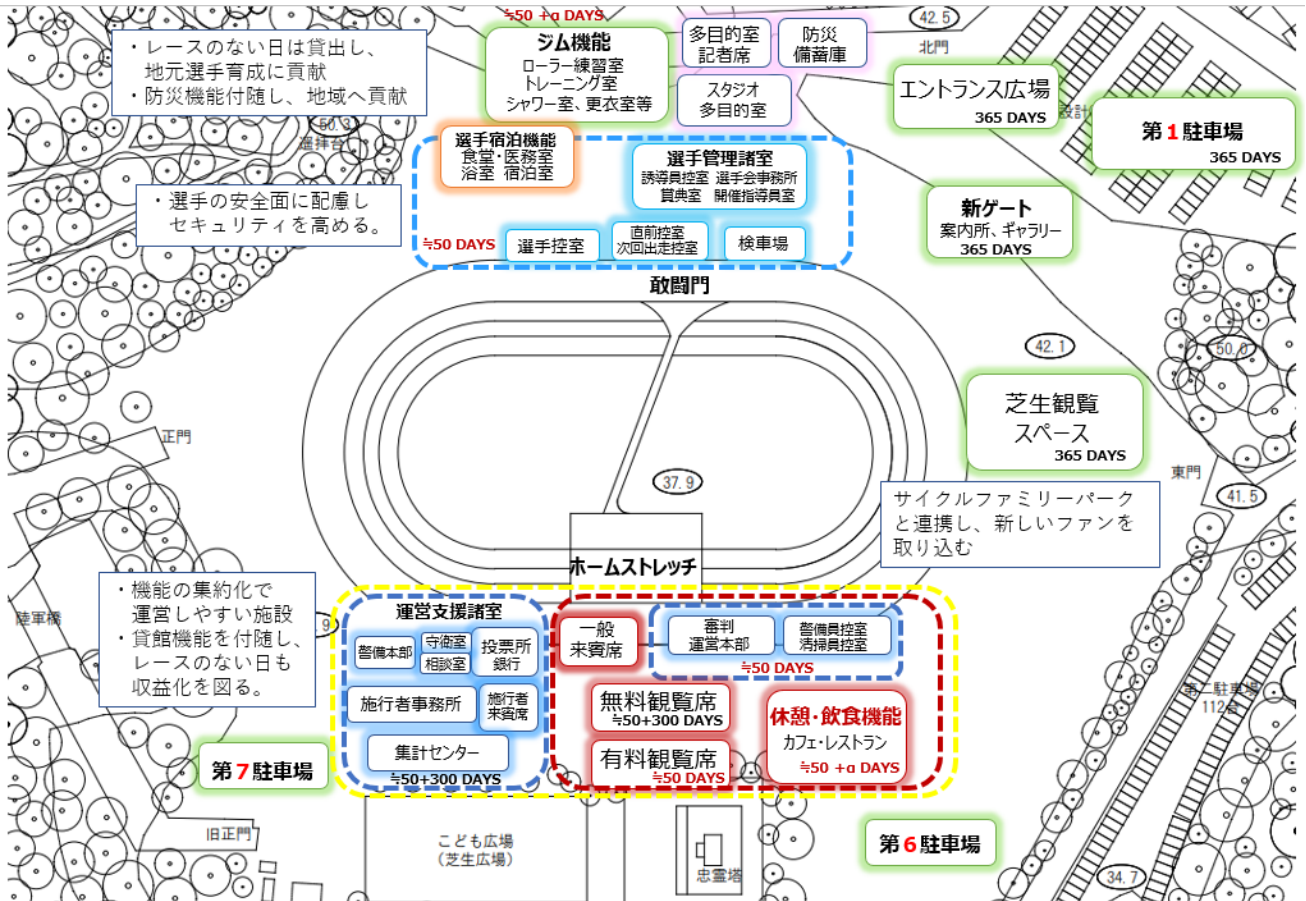 ≒50 +α DAYS
ジム機能
ローラー練習室
トレーニング室
シャワー室、更衣室等
多目的室
記者席
防災
備蓄庫
スタジオ
多目的室
42.5
北門
・レースのない日は貸出し、
地元選手育成に貢献
・防災機能付随し、地域へ貢献
エントランス広場
365 DAYS
設計
第1駐車場
365 DAYS
50.3
遥拝台
選手宿泊機能
食堂・医務室
浴室 宿泊室
選手管理諸室
誘導員控室 選手会事務所
賞典室 開催指導員室
・選手の安全面に配慮し
セキュリティを高める。
≒50 DAYS
選手控室
直前控室
次回出走控室
検車場
新ゲート
案内所、ギャラリー
365 DAYS
敢闘門
42.1
50.0
芝生観覧
スペース
365 DAYS
正門
東門
37.9
41.5
サイクルファミリーパーク
と連携し、新しいファンを
取り込む
ホームストレッチ
・機能の集約化で
運営しやすい施設
・貸館機能を付随し、
レースのない日も
収益化を図る。
陸軍橋
9
運営支援諸室
警備本部
守衛室
相談室
投票所
銀行
施行者事務所
施行者
来賓席
集計センター
≒50+300 DAYS
一般
来賓席
審判
運営本部
警備員控室
清掃員控室
≒50 DAYS
無料観覧席
≒50+300 DAYS
有料観覧席
≒50 DAYS
休憩・飲食機能
カフェ・レストラン
≒50 +α DAYS
第二駐車場
112台
第7駐車場
旧正門
こども広場
(芝生広場)
忠霊塔
第6駐車場
34.7